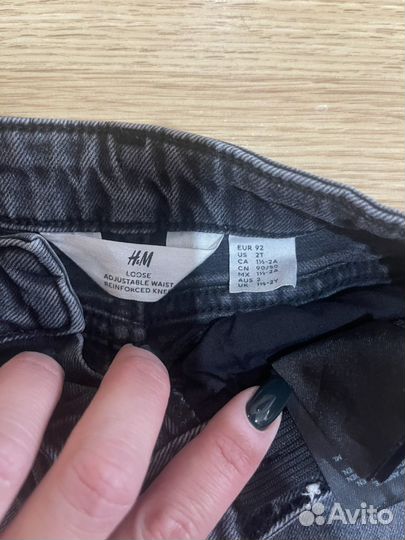 H&M
LOOSE
ADJUSTABLE WAIST
REINFORCED KNEE
EUR 92
US 2T
CA 1½-2A
CN 90/50
MX 1½-2A
AUS 2
UK 1½-2Y
Avito